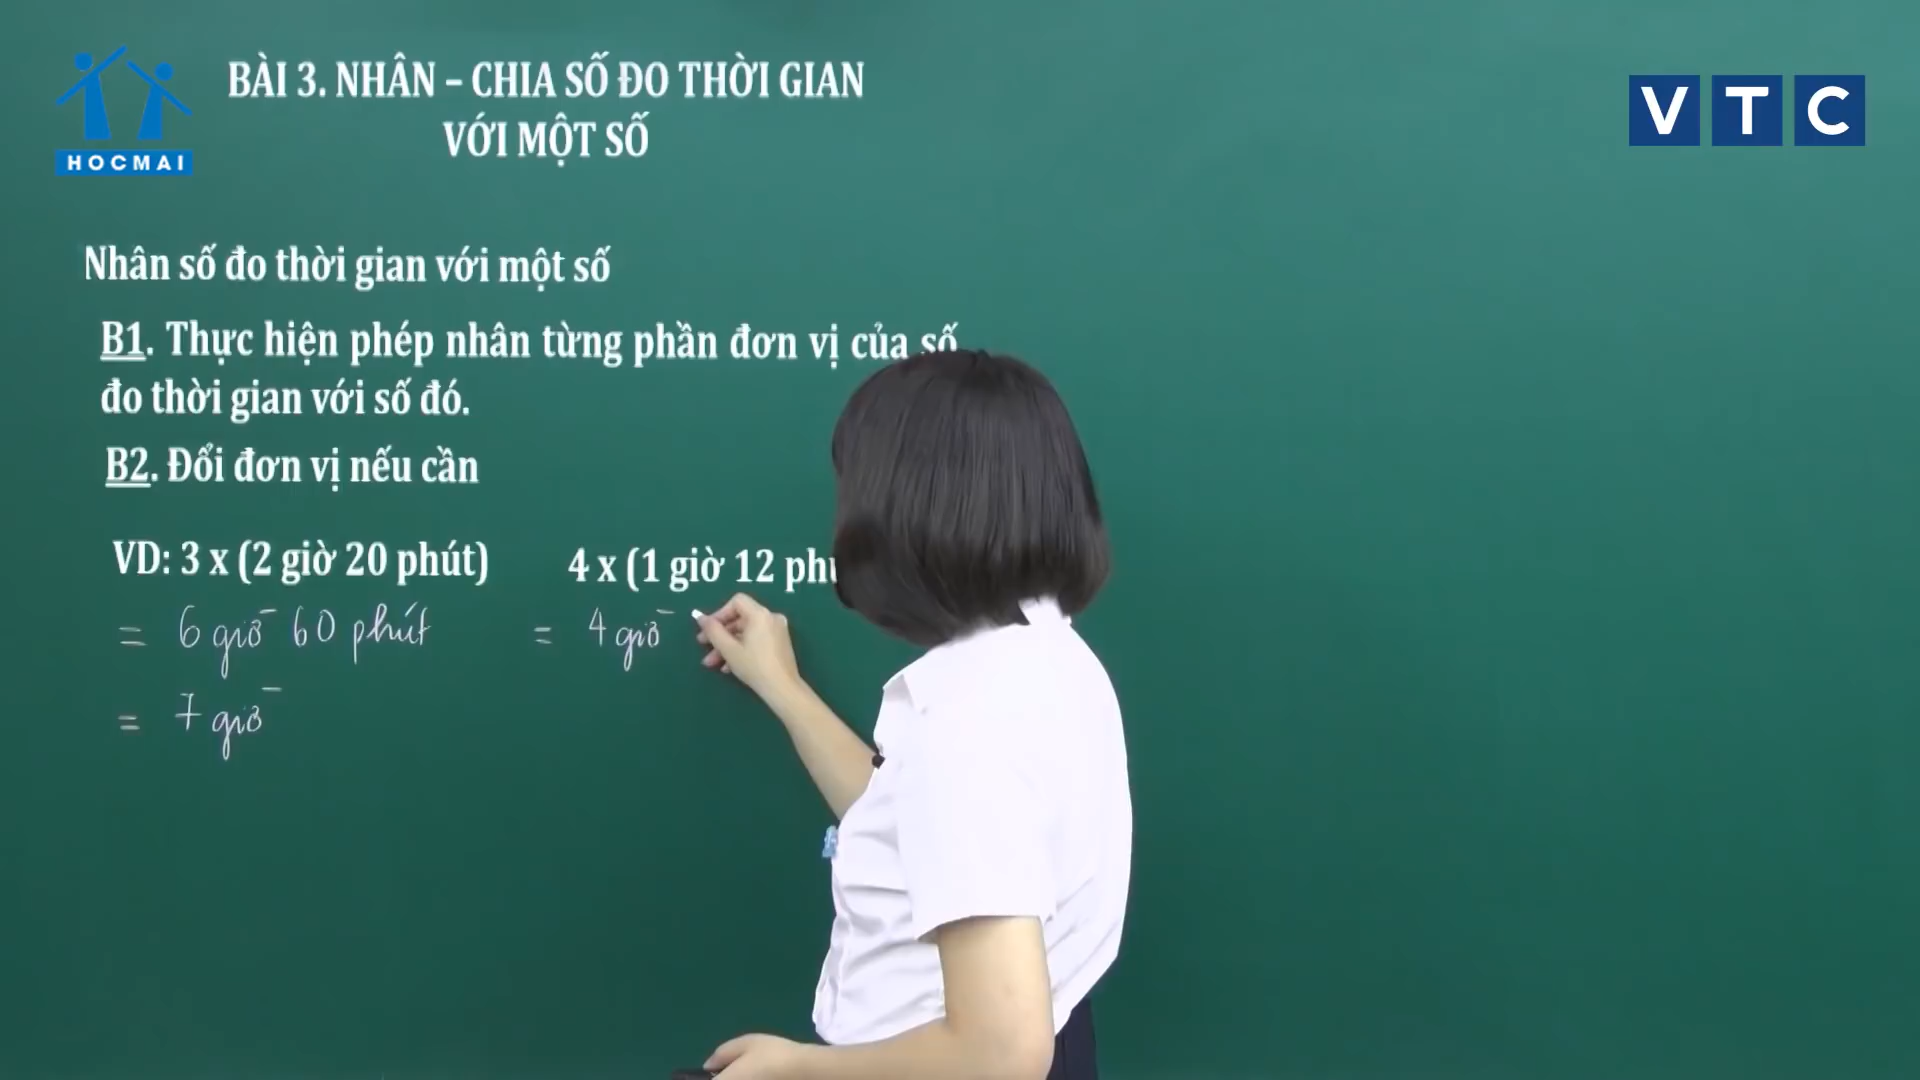 BÀI 3. NHÂN – CHIA SỐ ĐO THỜI GIAN
VỚI MỘT SỐ
HOCMAI
VTC
Nhân số đo thời gian với một số
B1. Thực hiện phép nhân từng phần đơn vị của số
đo thời gian với số đó.
B2. Đổi đơn vị nếu cần
VD: 3 x (2 giờ 20 phút)
4 x (1 giờ 12
= 6 giờ 60 phút
= 4 giờ
= 7 giờ